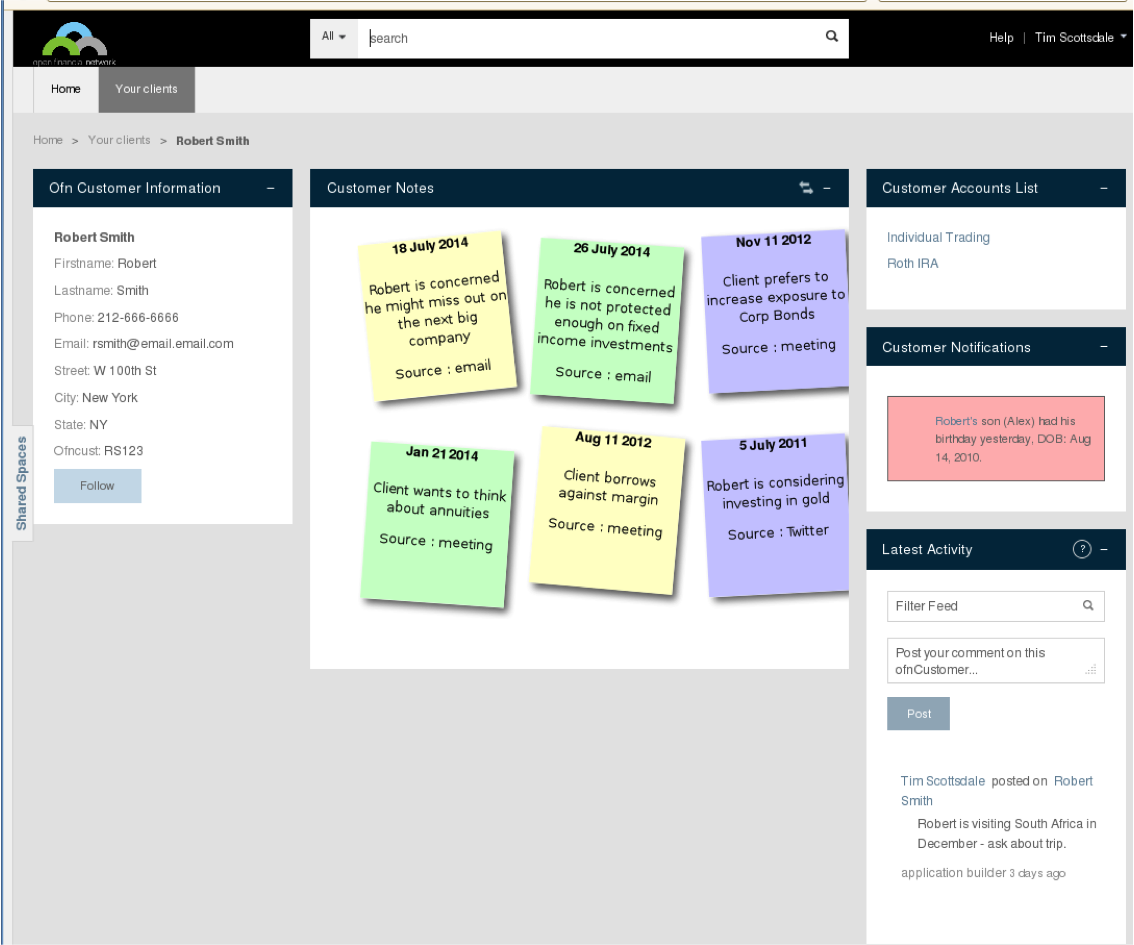 All
search
Help | Tim Scottsdale
open financial network
Home
Your clients
Home > Your clients > Robert Smith
Ofn Customer Information –
Robert Smith
Firstname: Robert
Lastname: Smith
Phone: 212-666-6666
Email: rsmith@email.email.com
Street: W 100th St
City: New York
State: NY
Ofncust: RS123
Follow
Shared Spaces
Customer Notes –
18 July 2014
Robert is concerned
he might miss out on
the next big
company
Source : email
26 July 2014
Robert is concerned
he is not protected
enough on fixed
income investments
Source : email
Nov 11 2012
Client prefers to
increase exposure to
Corp Bonds
Source : meeting
Jan 21 2014
Client wants to think
about annuities
Source : meeting
Aug 11 2012
Client borrows
against margin
Source : meeting
5 July 2011
Robert is considering
investing in gold
Source : Twitter
Customer Accounts List –
Individual Trading
Roth IRA
Customer Notifications –
Robert's son (Alex) had his
birthday yesterday, DOB: Aug
14, 2010.
Latest Activity ? –
Filter Feed
Post your comment on this
ofnCustomer...
Post
Tim Scottsdale posted on Robert
Smith
Robert is visiting South Africa in
December - ask about trip.
application builder 3 days ago